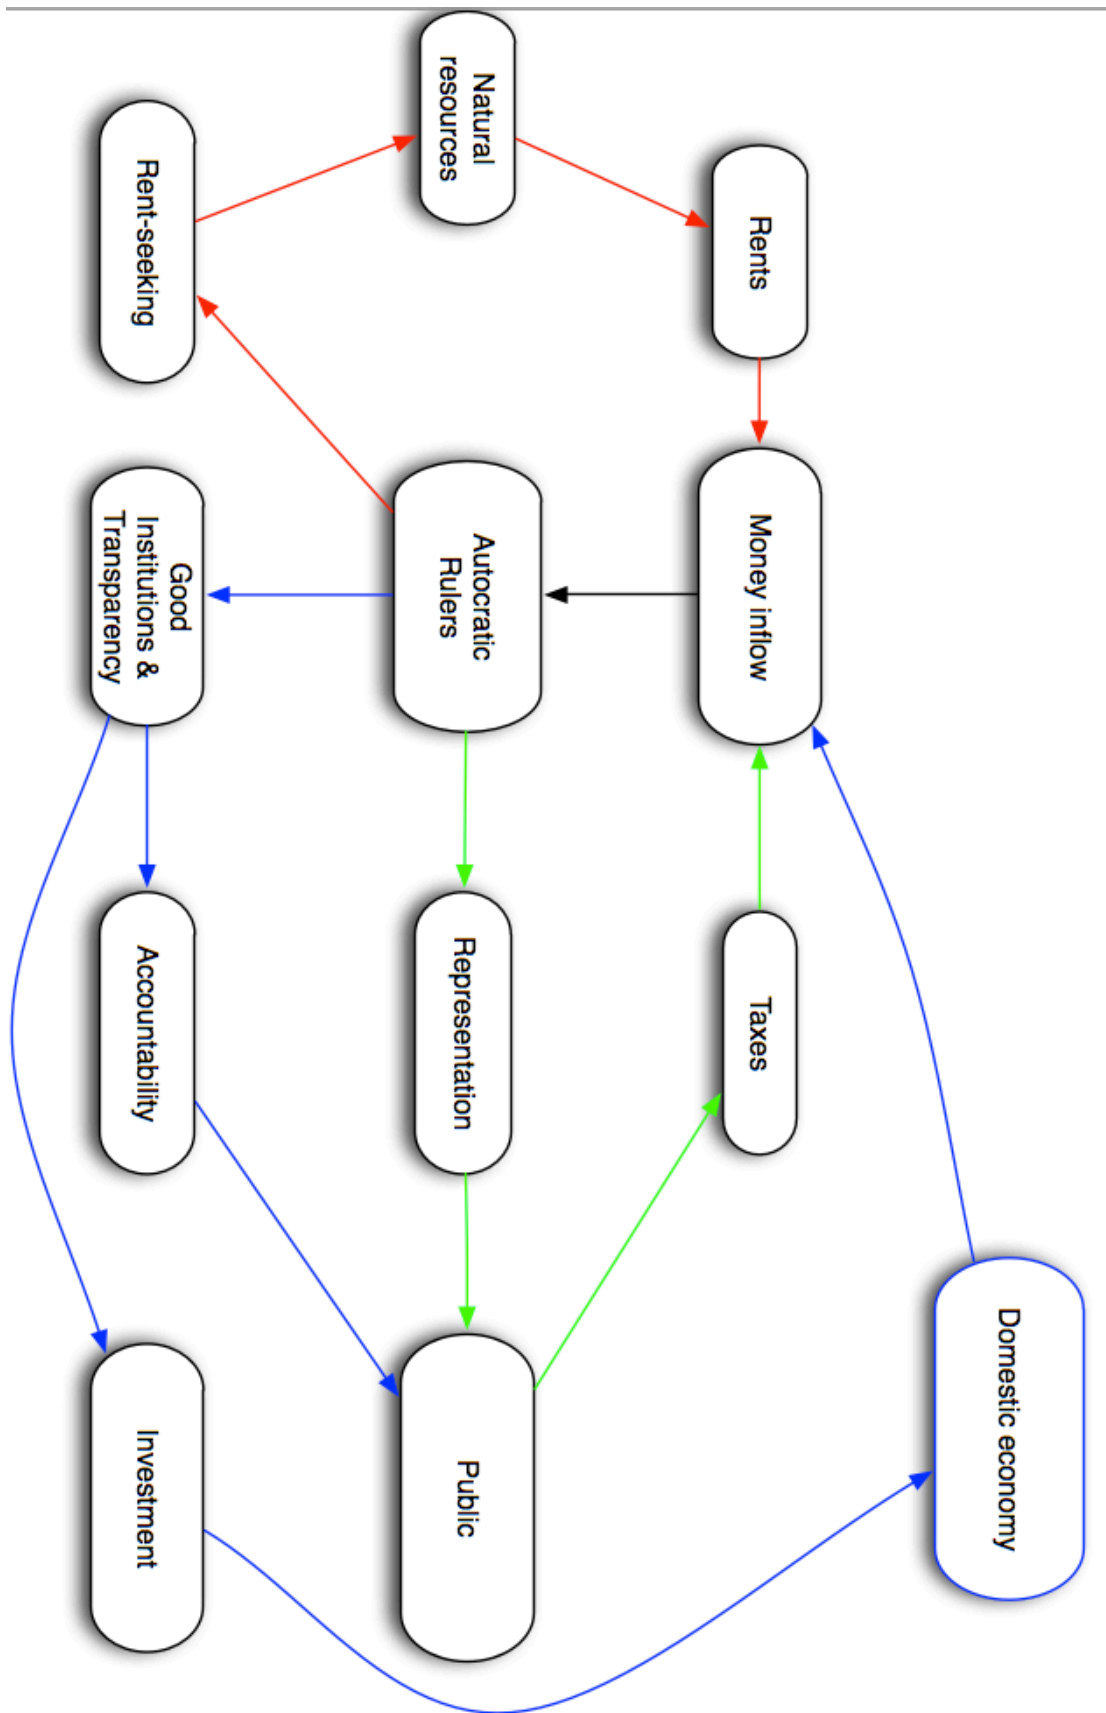 Domestic economy
Rents
Money inflow
Taxes
Natural
resources
Autocratic
Rulers
Representation
Public
Rent-seeking
Good
Institutions &
Transparency
Accountability
Investment